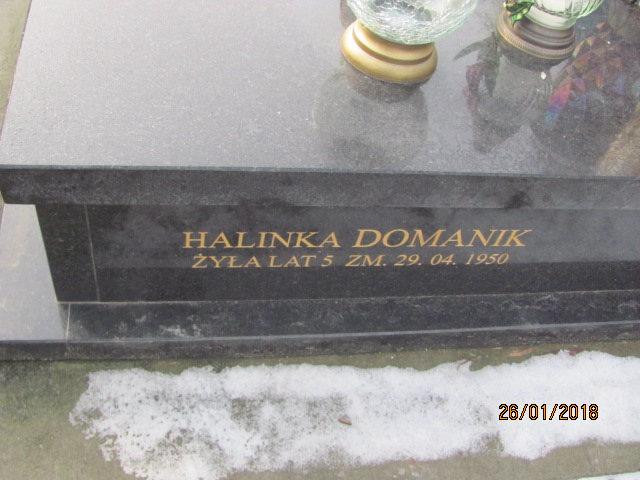 HALINKA DOMANIK
ŻYŁA LAT 5 ZM. 29. 04. 1950
26/01/2018